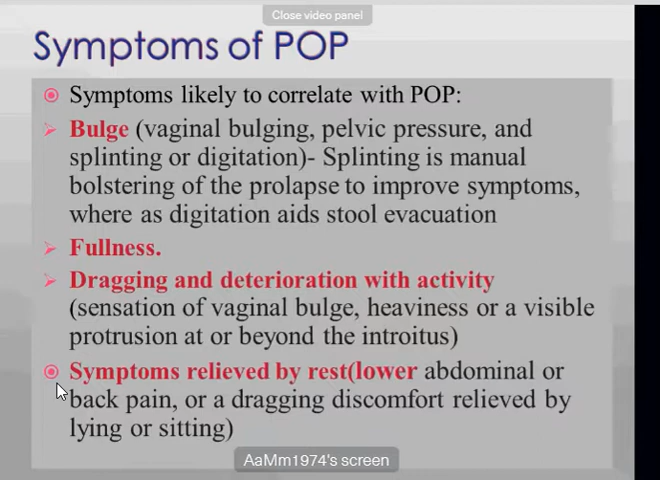 Close video panel
Symptoms of POP
Symptoms likely to correlate with POP:
Bulge (vaginal bulging, pelvic pressure, and
splinting or digitation)- Splinting is manual
bolstering of the prolapse to improve symptoms,
where as digitation aids stool evacuation
Fullness.
Dragging and deterioration with activity
(sensation of vaginal bulge, heaviness or a visible
protrusion at or beyond the introitus)
Symptoms relieved by rest(lower abdominal or
back pain, or a dragging discomfort relieved by
lying or sitting)
AaMm1974's screen